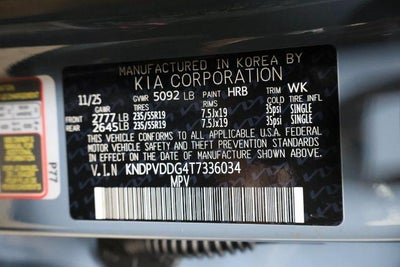 MANUFACTURED IN KOREA BY
KIA CORPORATION
11/25 GVWR 5092 LB PAINT HRB TRIM WK
GAWR TIRES RIMS COLD TIRE INFL
FRONT 2777 LB 235/55R19 7.5Jx19 35psi SINGLE
REAR 2645 LB 235/55R19 7.5Jx19 35psi SINGLE
THIS VEHICLE CONFORMS TO ALL APPLICABLE U.S.A. FEDERAL
MOTOR VEHICLE SAFETY AND THEFT PREVENTION STANDARDS
IN EFFECT ON THE DATE OF MANUFACTURE SHOWN ABOVE.
V.I.N KNDPVDDG4T7336034
MPV
P77